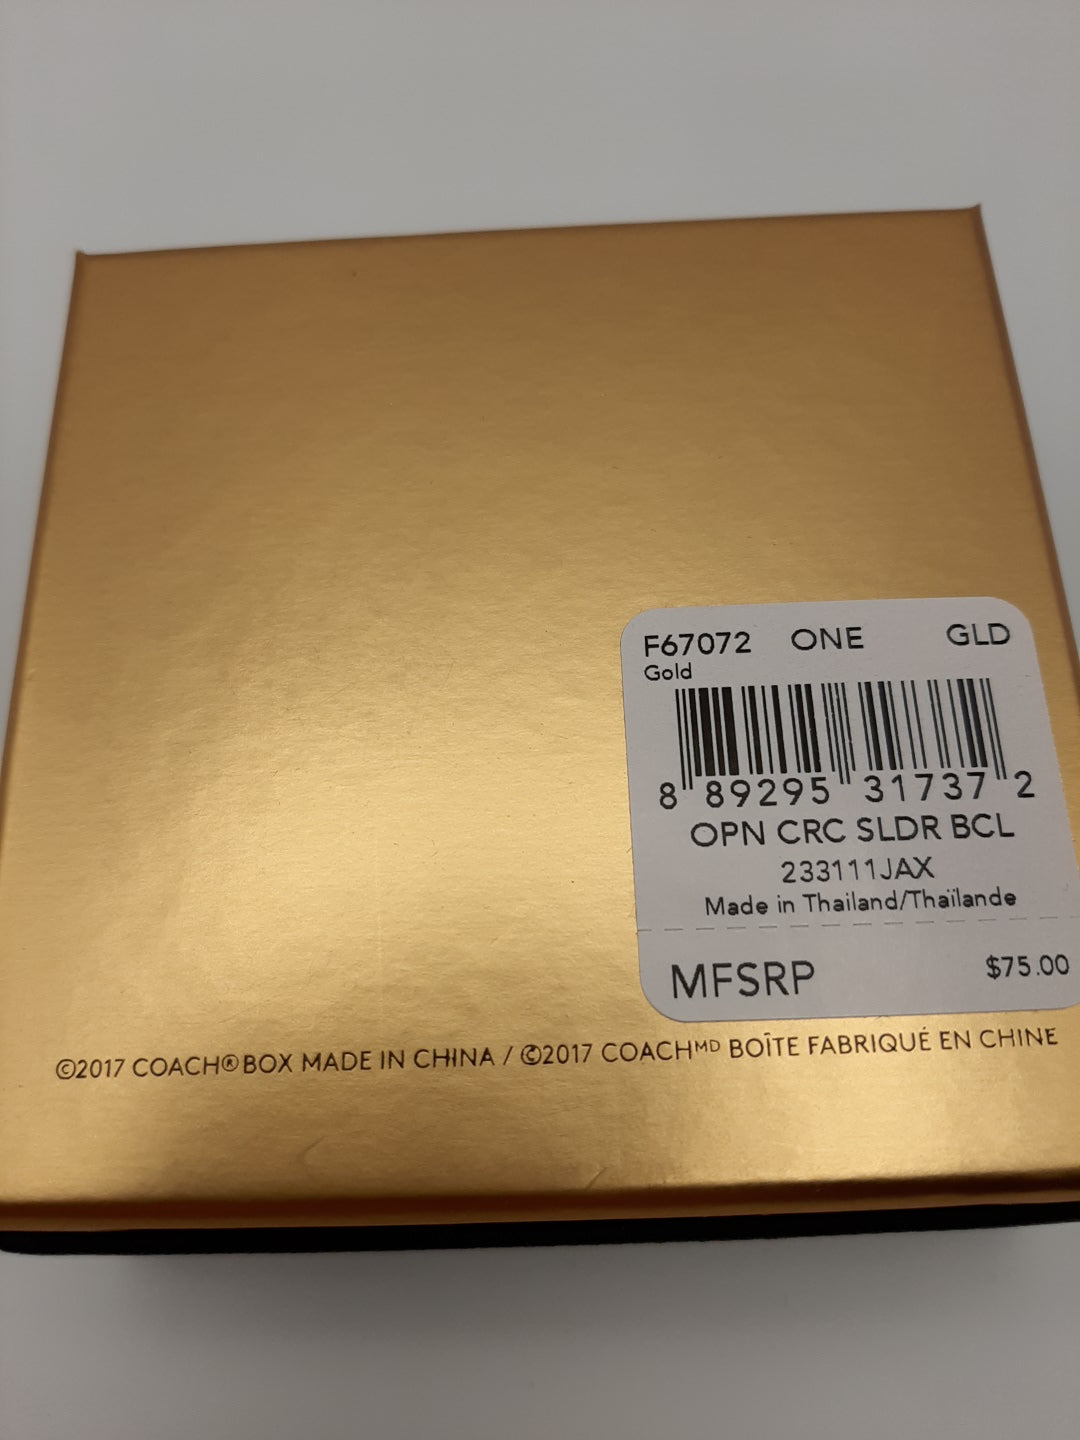 F67072 ONE GLD
Gold
8 89295 31737 2
OPN CRC SLDR BCL
233111JAX
Made in Thailand/Thaïlande
MFSRP $75.00
©2017 COACH® BOX MADE IN CHINA / ©2017 COACHᴹᴰ BOÎTE FABRIQUÉ EN CHINE